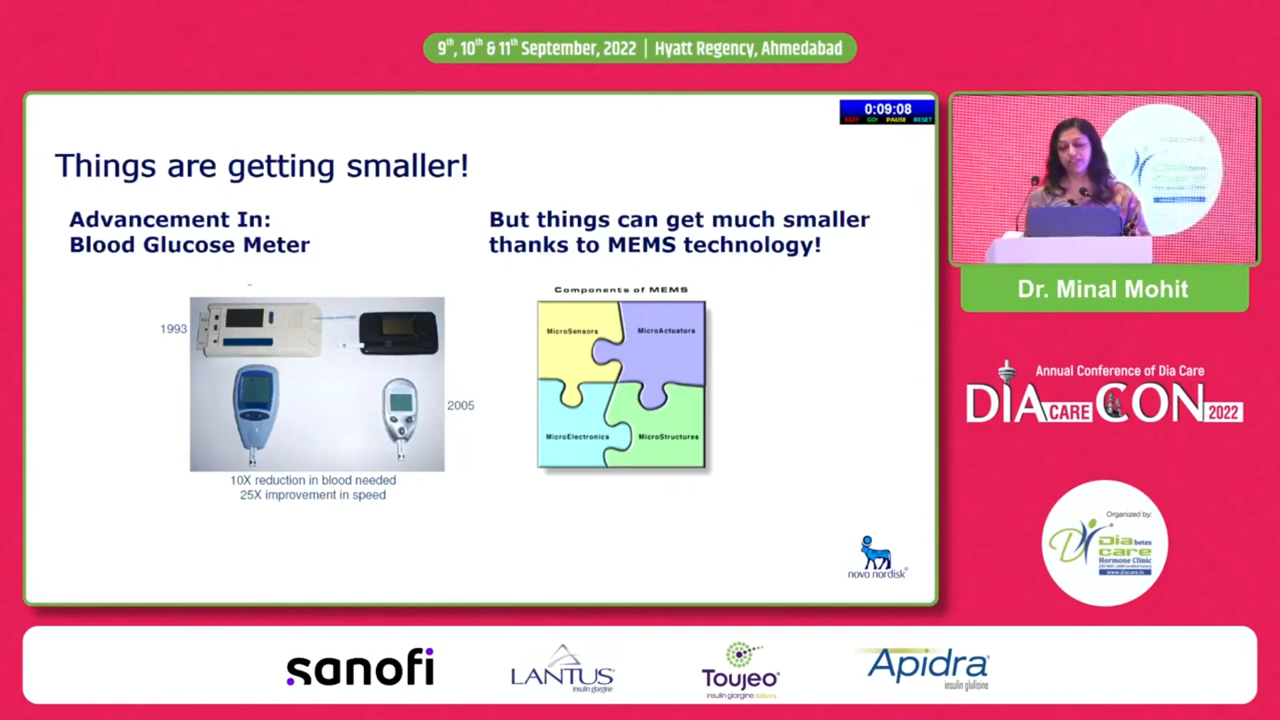 9th, 10th & 11th September, 2022 | Hyatt Regency, Ahmedabad
0:09:08
EXIT GO! PAUSE RESET
Things are getting smaller!
Advancement In:
Blood Glucose Meter
1993
2005
10X reduction in blood needed
25X improvement in speed
But things can get much smaller
thanks to MEMS technology!
Components of MEMS
MicroSensors
MicroActuators
MicroElectronics
MicroStructures
novo nordisk®
Dr. Minal Mohit
Annual Conference of Dia Care
DIA CARE CON 2022
Organized by:
Diabetes
care
Hormone Clinic
www.diacare.in
sanofi
LANTUS®
insulin glargine
Toujeo®
insulin glargine
Apidra®
insulin glulisine